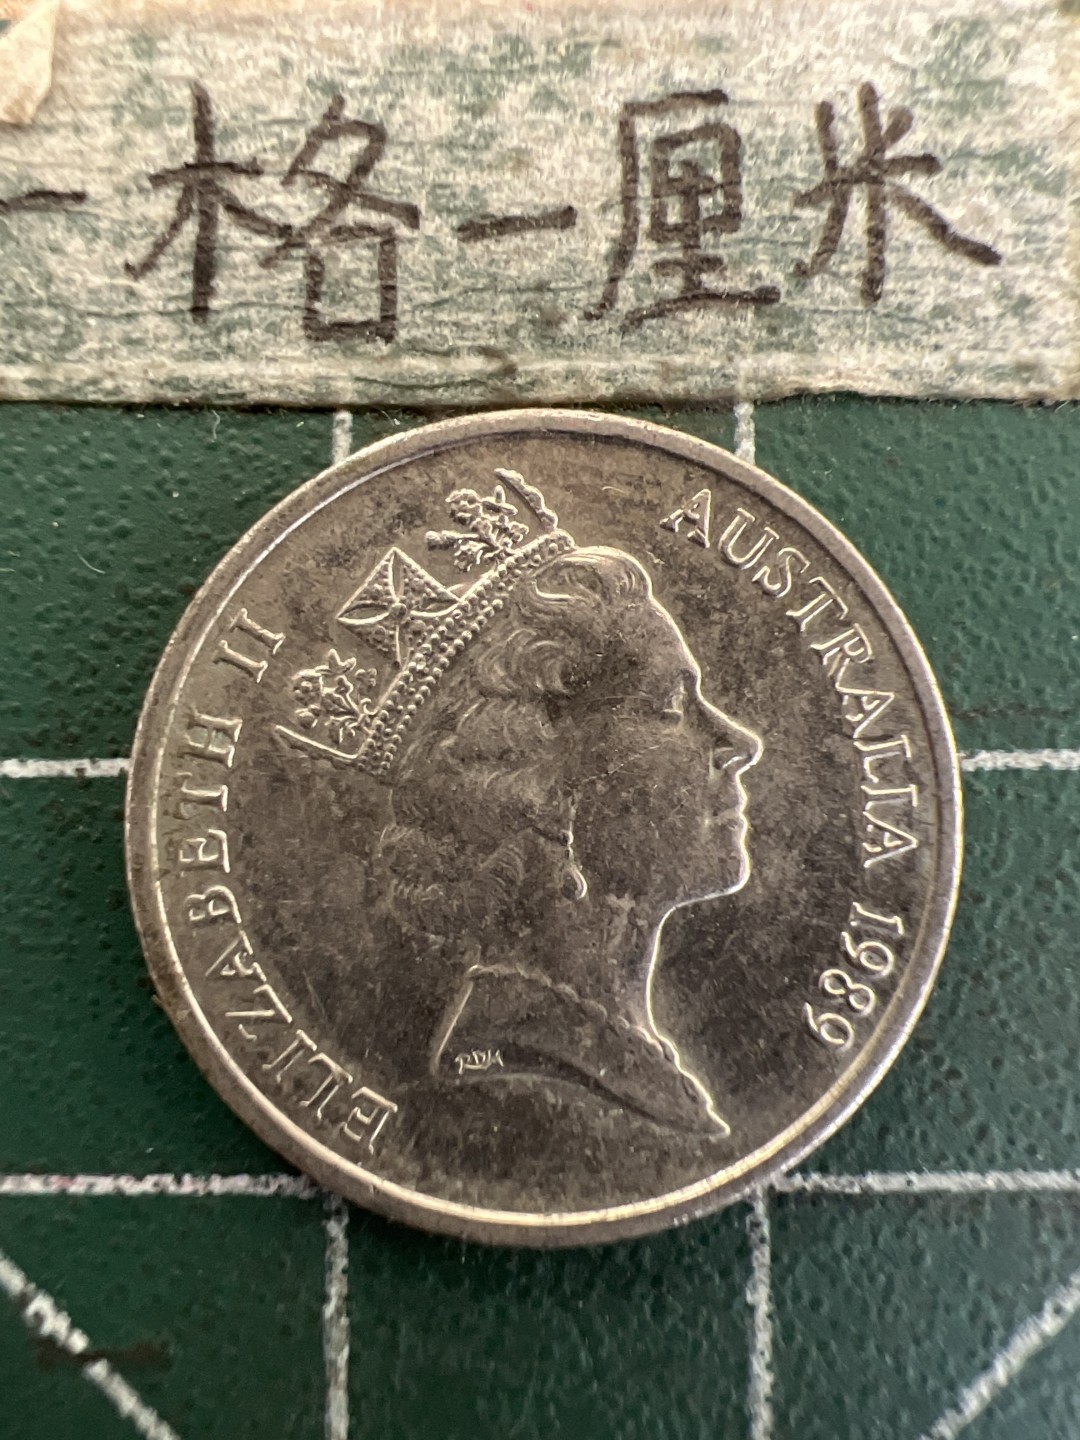 一格一厘米
ELIZABETH II
AUSTRALIA 1989
RDM